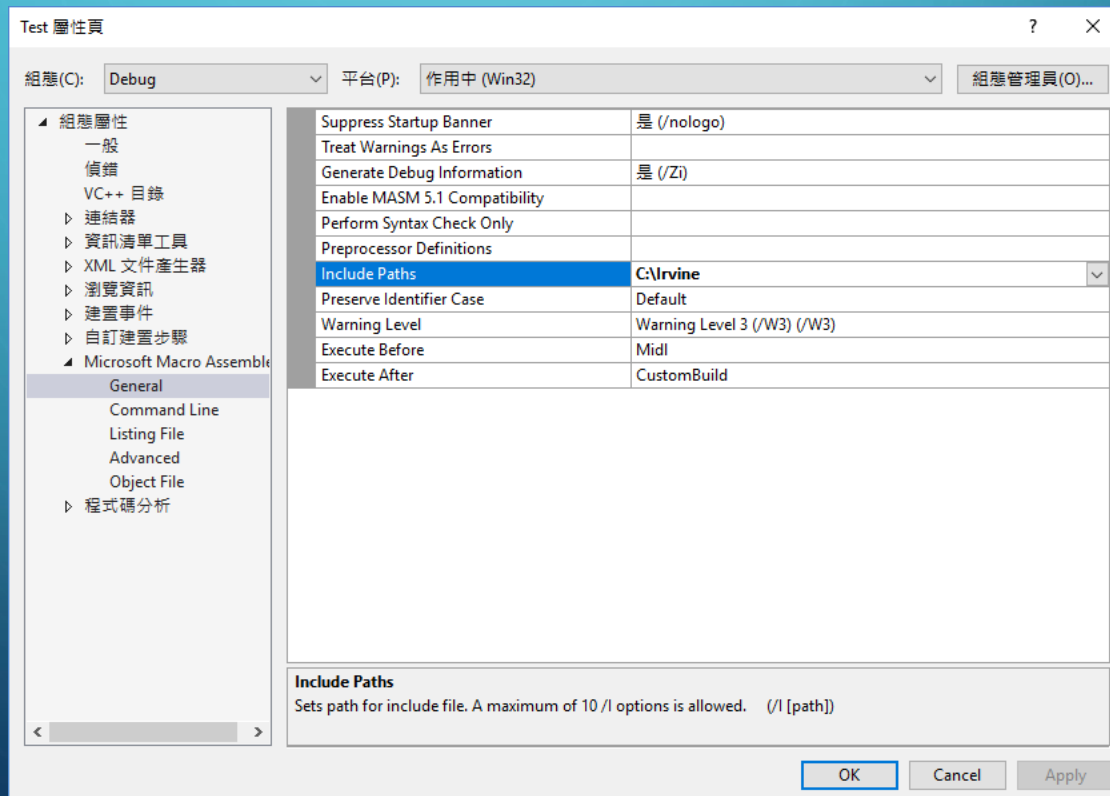 Test 屬性頁
?
組態(C): Debug 平台(P): 作用中 (Win32) 組態管理員(O)...
組態屬性
一般
偵錯
VC++ 目錄
連結器
資訊清單工具
XML 文件產生器
瀏覽資訊
建置事件
自訂建置步驟
Microsoft Macro Assemble
General
Command Line
Listing File
Advanced
Object File
程式碼分析
Suppress Startup Banner 是 (/nologo)
Treat Warnings As Errors
Generate Debug Information 是 (/Zi)
Enable MASM 5.1 Compatibility
Perform Syntax Check Only
Preprocessor Definitions
Include Paths C:\Irvine
Preserve Identifier Case Default
Warning Level Warning Level 3 (/W3) (/W3)
Execute Before Midl
Execute After CustomBuild
Include Paths
Sets path for include file. A maximum of 10 /I options is allowed. (/I [path])
OK Cancel Apply